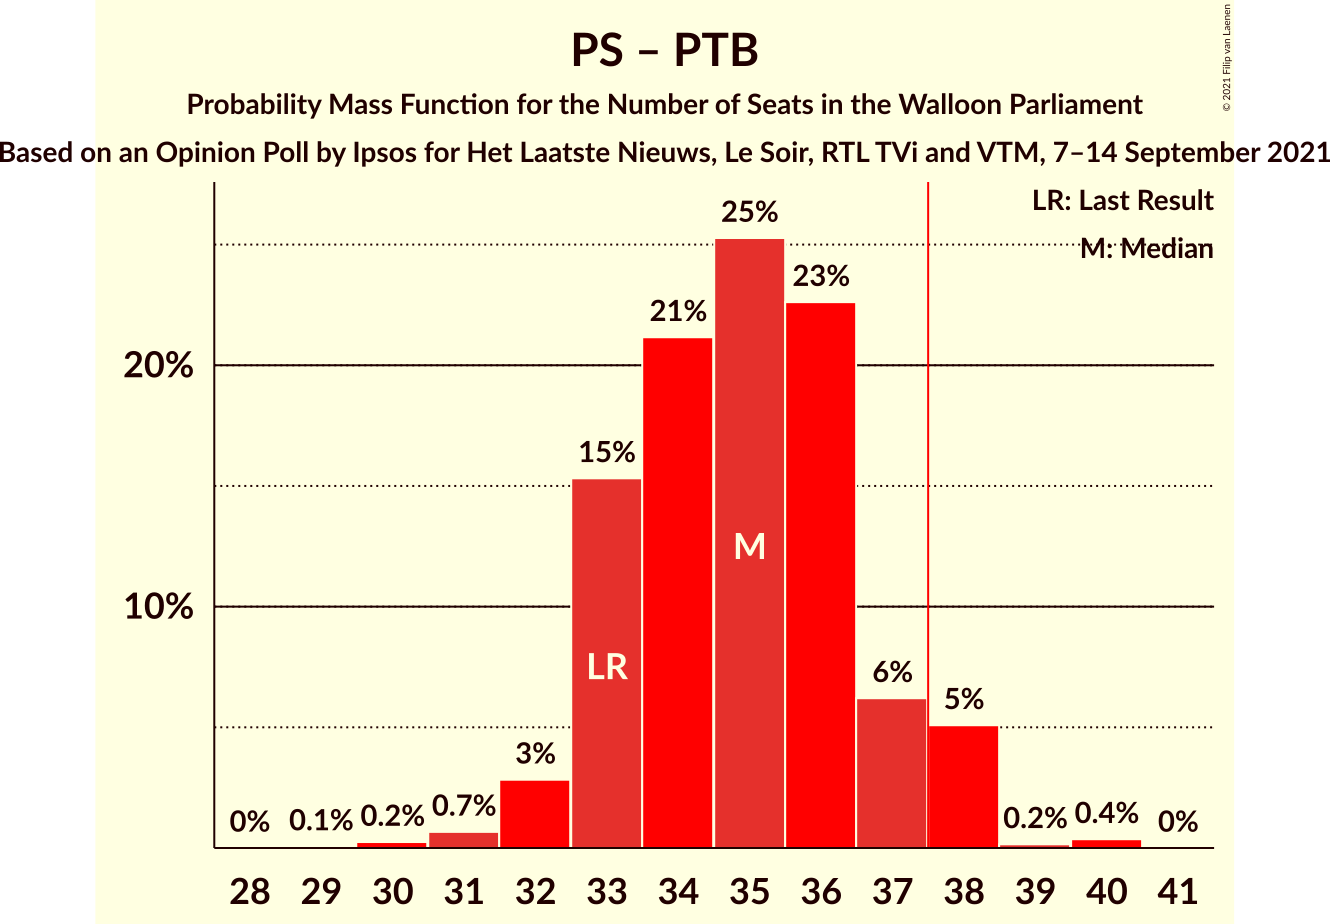 PS – PTB
Probability Mass Function for the Number of Seats in the Walloon Parliament
Based on an Opinion Poll by Ipsos for Het Laatste Nieuws, Le Soir, RTL TVi and VTM, 7–14 September 2021
© 2021 Filip van Laenen
LR: Last Result
M: Median
25%
23%
21%
20%
15%
M
10%
LR
6%
5%
3%
0% 0.1% 0.2% 0.7% 0.2% 0.4% 0%
28 29 30 31 32 33 34 35 36 37 38 39 40 41